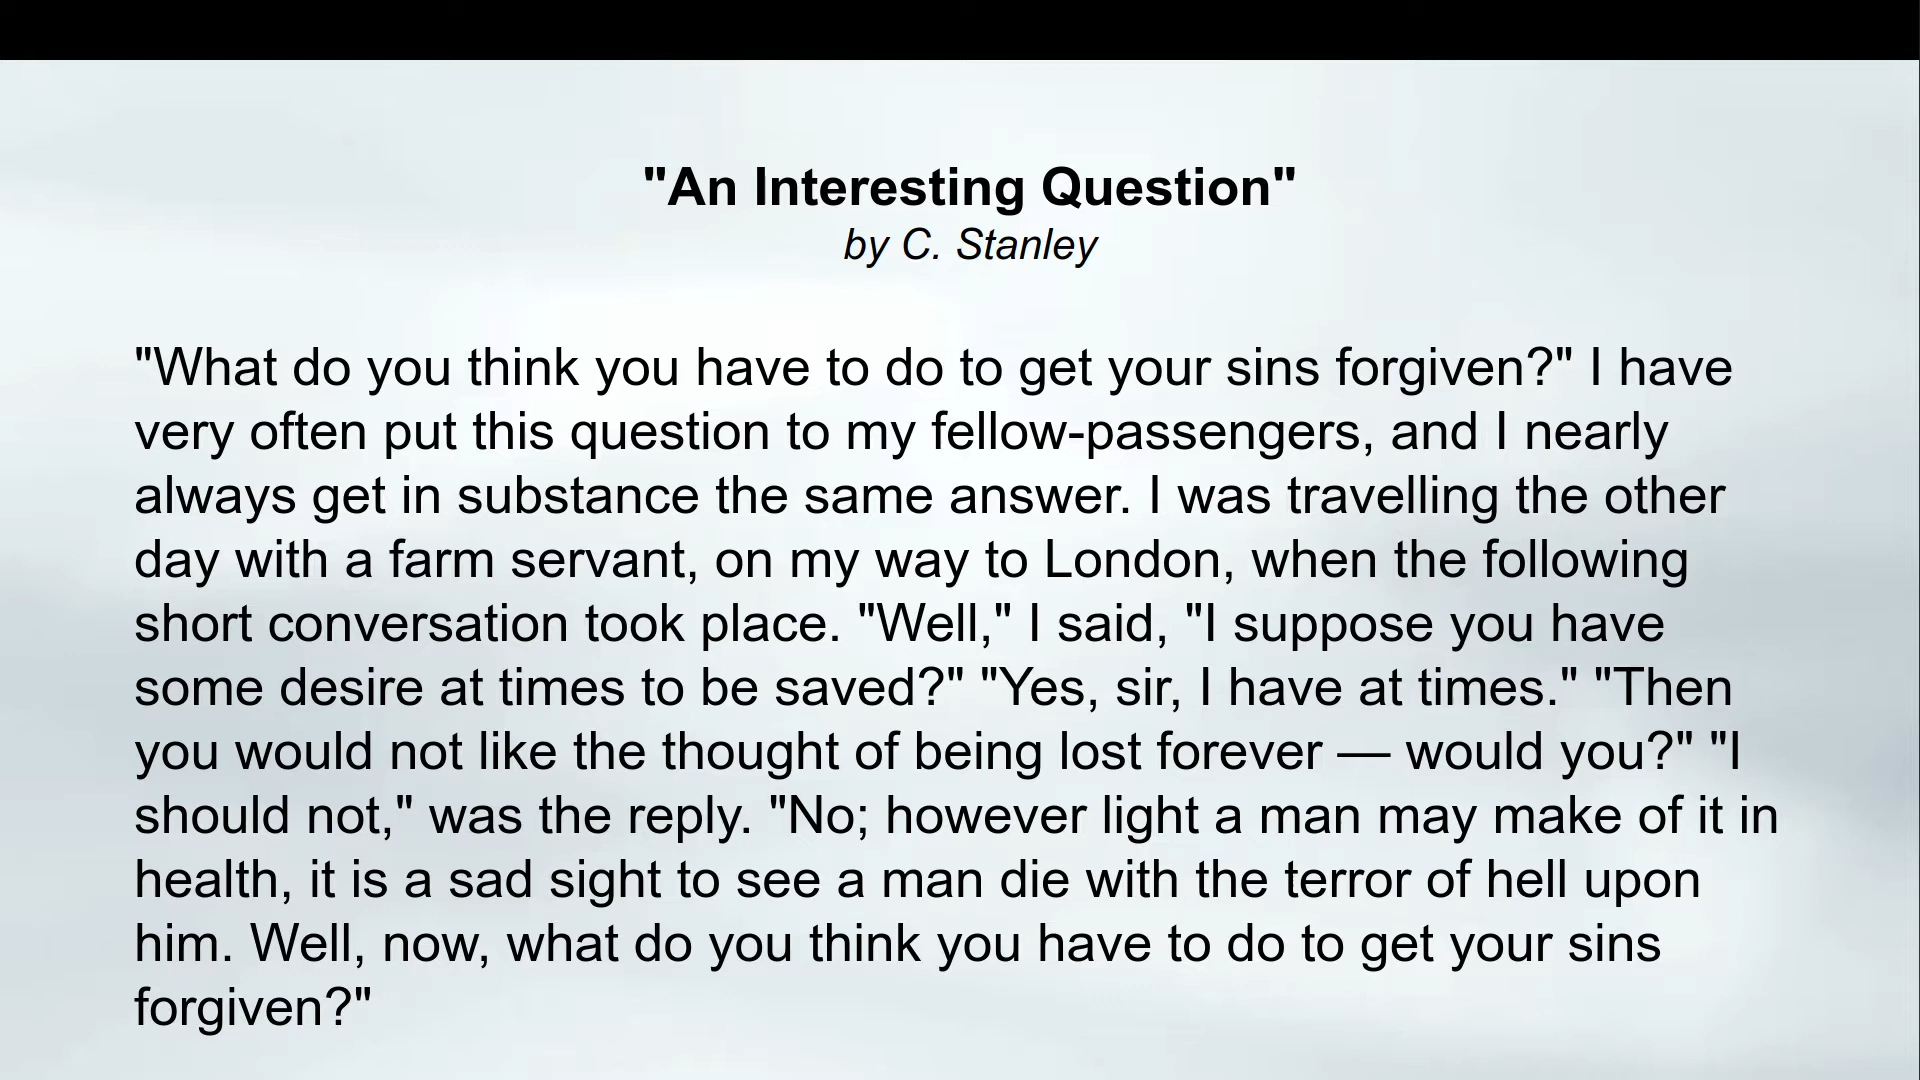 "An Interesting Question"
by C. Stanley
"What do you think you have to do to get your sins forgiven?" I have
very often put this question to my fellow-passengers, and I nearly
always get in substance the same answer. I was travelling the other
day with a farm servant, on my way to London, when the following
short conversation took place. "Well," I said, "I suppose you have
some desire at times to be saved?" "Yes, sir, I have at times." "Then
you would not like the thought of being lost forever — would you?" "I
should not," was the reply. "No; however light a man may make of it in
health, it is a sad sight to see a man die with the terror of hell upon
him. Well, now, what do you think you have to do to get your sins
forgiven?"